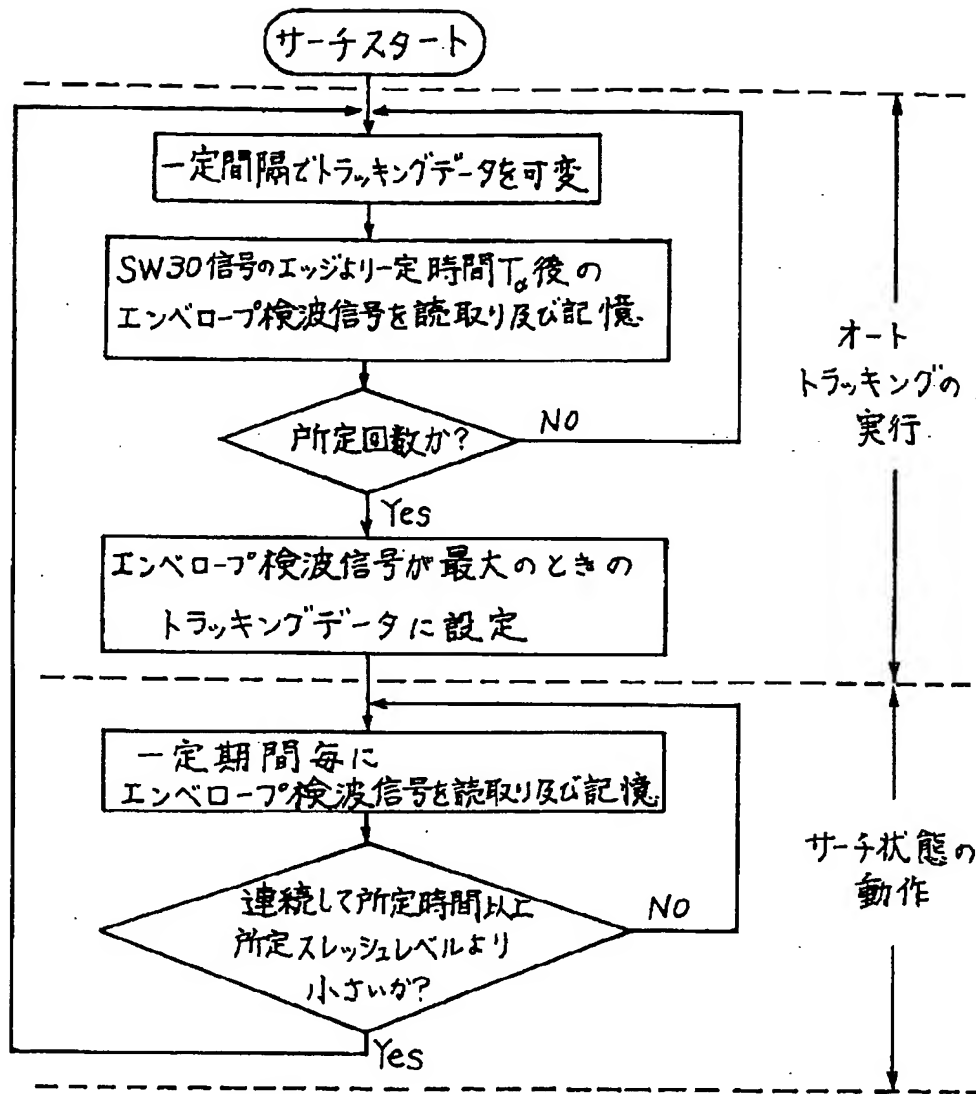 サーチスタート
一定間隔でトラッキングデータを可変
SW30信号のエッジより一定時間Tα後の
エンベロープ検波信号を読取り及び記憶
所定回数か?
NO
Yes
エンベロープ検波信号が最大のときの
トラッキングデータに設定
オート
トラッキングの
実行
一定期間毎に
エンベロープ検波信号を読取り及び記憶
連続して所定時間以上
所定スレッシュレベルより
小さいか?
NO
Yes
サーチ状態の
動作